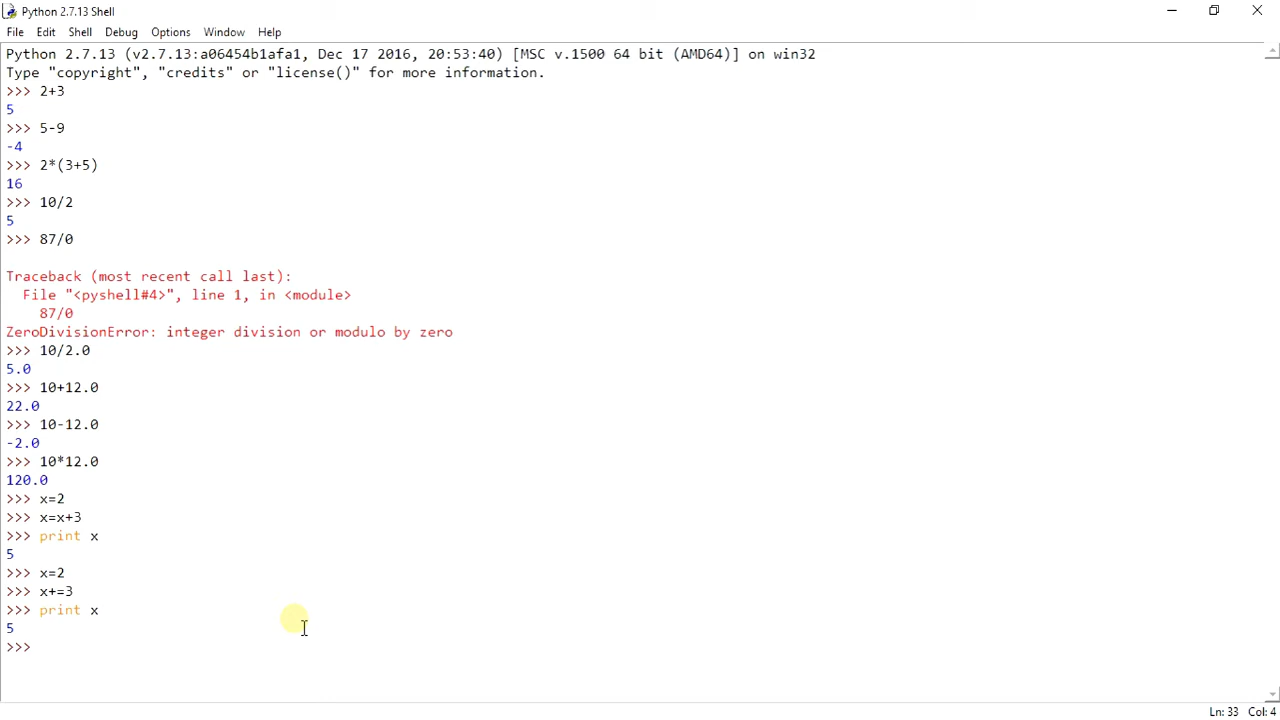 Python 2.7.13 Shell
File Edit Shell Debug Options Window Help
Python 2.7.13 (v2.7.13:a06454b1afa1, Dec 17 2016, 20:53:40) [MSC v.1500 64 bit (AMD64)] on win32
Type "copyright", "credits" or "license()" for more information.
>>> 2+3
5
>>> 5-9
-4
>>> 2*(3+5)
16
>>> 10/2
5
>>> 87/0
Traceback (most recent call last):
  File "<pyshell#4>", line 1, in <module>
    87/0
ZeroDivisionError: integer division or modulo by zero
>>> 10/2.0
5.0
>>> 10+12.0
22.0
>>> 10-12.0
-2.0
>>> 10*12.0
120.0
>>> x=2
>>> x=x+3
>>> print x
5
>>> x=2
>>> x+=3
>>> print x
5
>>>
Ln: 33 Col: 4